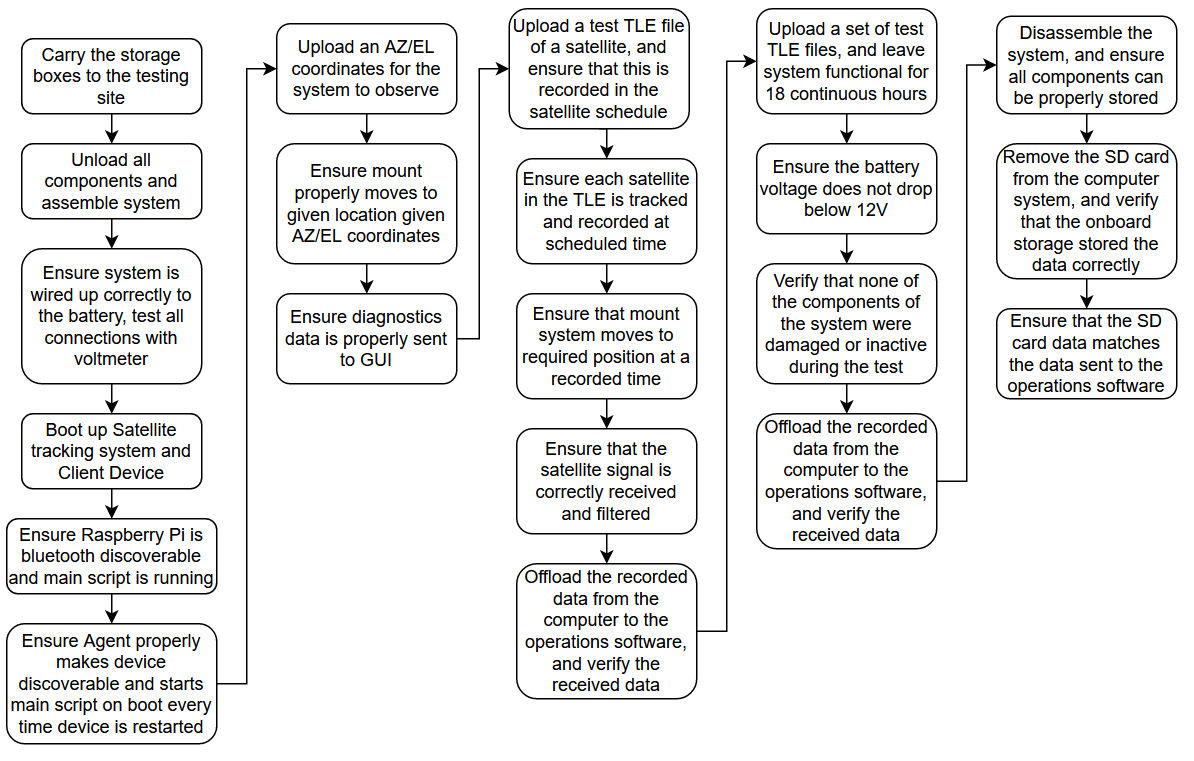 Carry the storage
boxes to the testing
site
Unload all
components and
assemble system
Ensure system is
wired up correctly to
the battery, test all
connections with
voltmeter
Boot up Satellite
tracking system and
Client Device
Ensure Raspberry Pi is
bluetooth discoverable
and main script is running
Ensure Agent properly
makes device
discoverable and starts
main script on boot every
time device is restarted
Upload an AZ/EL
coordinates for the
system to observe
Ensure mount
properly moves to
given location given
AZ/EL coordinates
Ensure diagnostics
data is properly sent
to GUI
Upload a test TLE file
of a satellite, and
ensure that this is
recorded in the
satellite schedule
Ensure each satellite
in the TLE is tracked
and recorded at
scheduled time
Ensure that mount
system moves to
required position at a
recorded time
Ensure that the
satellite signal is
correctly received
and filtered
Offload the recorded
data from the
computer to the
operations software,
and verify the
received data
Upload a set of test
TLE files, and leave
system functional for
18 continuous hours
Ensure the battery
voltage does not drop
below 12V
Verify that none of
the components of
the system were
damaged or inactive
during the test
Offload the recorded
data from the
computer to the
operations software,
and verify the
received data
Disassemble the
system, and ensure
all components can
be properly stored
Remove the SD card
from the computer
system, and verify
that the onboard
storage stored the
data correctly
Ensure that the SD
card data matches
the data sent to the
operations software